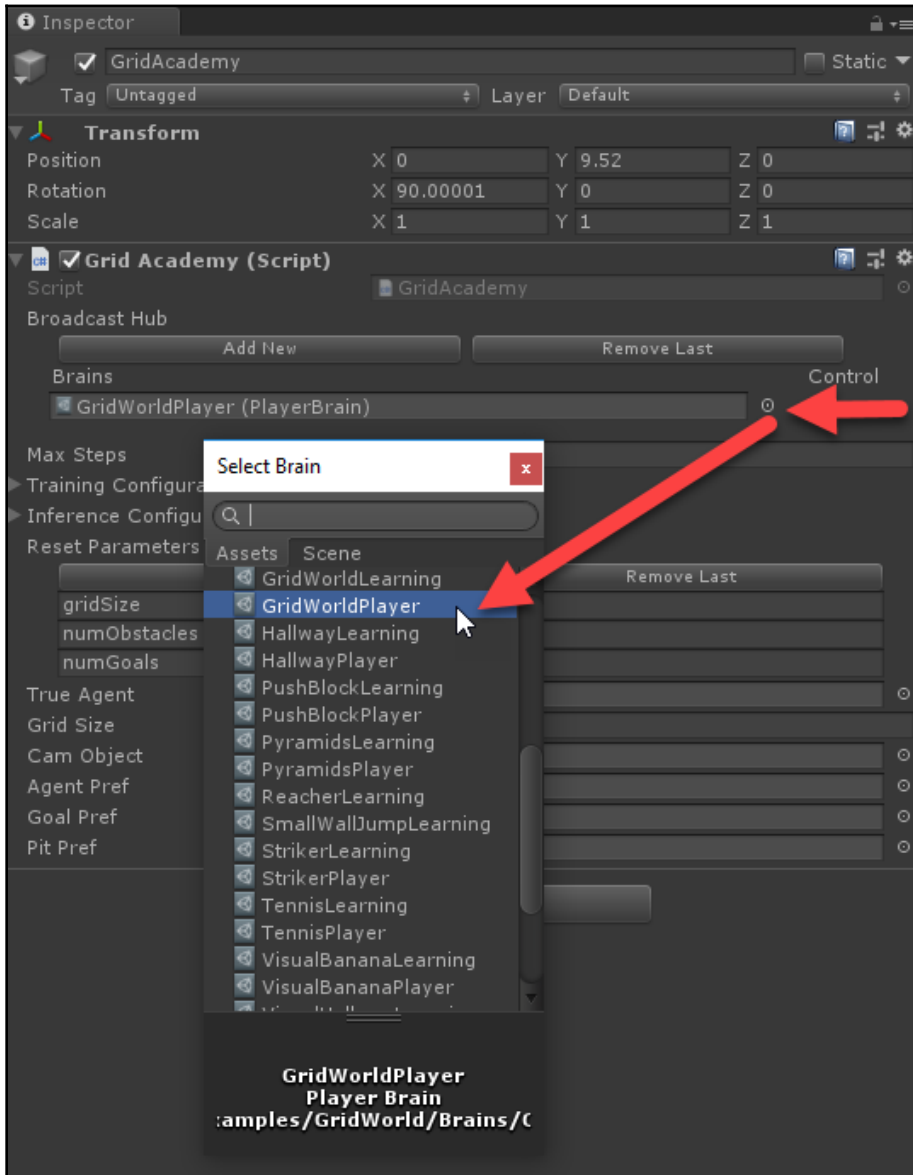 Inspector
GridAcademy Static
Tag Untagged Layer Default
Transform
Position X 0 Y 9.52 Z 0
Rotation X 90.00001 Y 0 Z 0
Scale X 1 Y 1 Z 1
Grid Academy (Script)
Script GridAcademy
Broadcast Hub
Add New Remove Last
Brains Control
GridWorldPlayer (PlayerBrain)
Max Steps
Training Configura
Inference Configu
Reset Parameters
Remove Last
gridSize
numObstacles
numGoals
True Agent
Grid Size
Cam Object
Agent Pref
Goal Pref
Pit Pref
Select Brain
Assets Scene
GridWorldLearning
GridWorldPlayer
HallwayLearning
HallwayPlayer
PushBlockLearning
PushBlockPlayer
PyramidsLearning
PyramidsPlayer
ReacherLearning
SmallWallJumpLearning
StrikerLearning
StrikerPlayer
TennisLearning
TennisPlayer
VisualBananaLearning
VisualBananaPlayer
GridWorldPlayer
Player Brain
:amples/GridWorld/Brains/